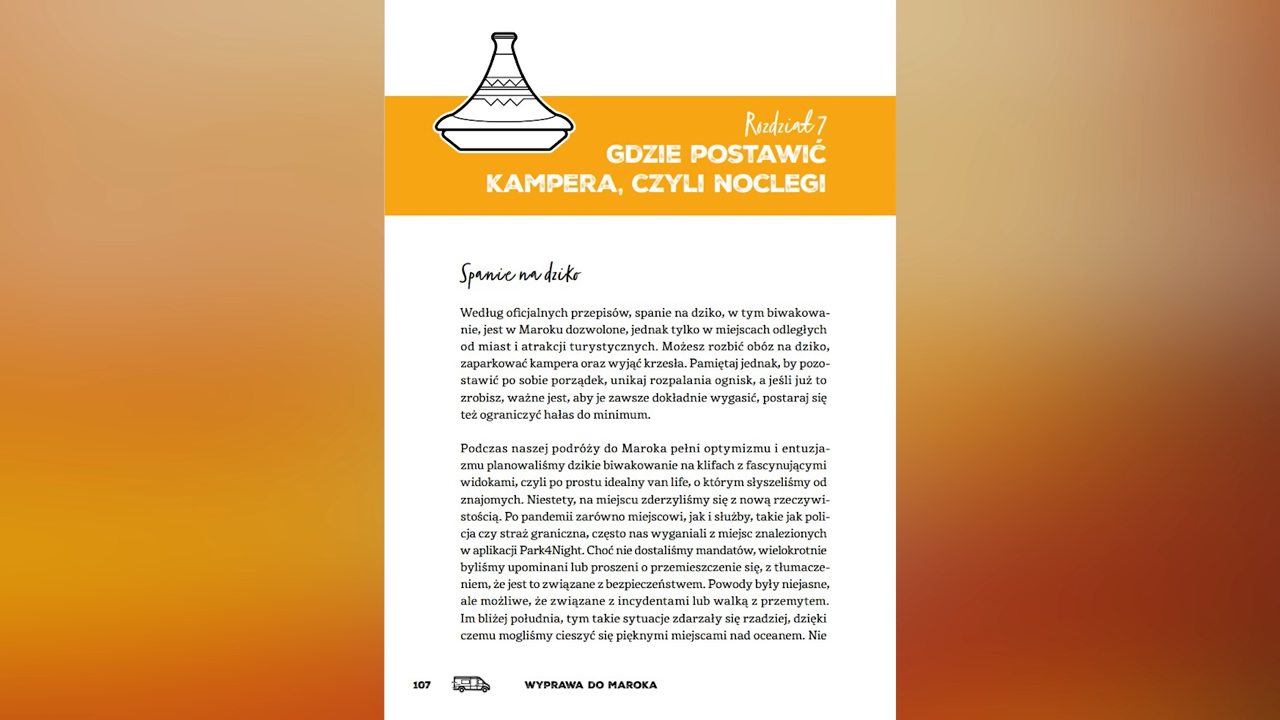 Rozdział 7
GDZIE POSTAWIĆ
KAMPERA, CZYLI NOCLEGI
Spanie na dziko
Według oficjalnych przepisów, spanie na dziko, w tym biwakowa-
nie, jest w Maroku dozwolone, jednak tylko w miejscach odległych
od miast i atrakcji turystycznych. Możesz rozbić obóz na dziko,
zaparkować kampera oraz wyjąć krzesła. Pamiętaj jednak, by pozo-
stawić po sobie porządek, unikaj rozpalania ognisk, a jeśli już to
zrobisz, ważne jest, aby je zawsze dokładnie wygasić, postaraj się
też ograniczyć hałas do minimum.
Podczas naszej podróży do Maroka pełni optymizmu i entuzja-
zmu planowaliśmy dzikie biwakowanie na klifach z fascynującymi
widokami, czyli po prostu idealny van life, o którym słyszeliśmy od
znajomych. Niestety, na miejscu zderzyliśmy się z nową rzeczywi-
stością. Po pandemii zarówno miejscowi, jak i służby, takie jak poli-
cja czy straż graniczna, często nas wyganiali z miejsc znalezionych
w aplikacji Park4Night. Choć nie dostaliśmy mandatów, wielokrotnie
byliśmy upominani lub proszeni o przemieszczenie się, z tłumacze-
niem, że jest to związane z bezpieczeństwem. Powody były niejasne,
ale możliwe, że związane z incydentami lub walką z przemytem.
Im bliżej południa, tym takie sytuacje zdarzały się rzadziej, dzięki
czemu mogliśmy cieszyć się pięknymi miejscami nad oceanem. Nie
107 WYPRAWA DO MAROKA